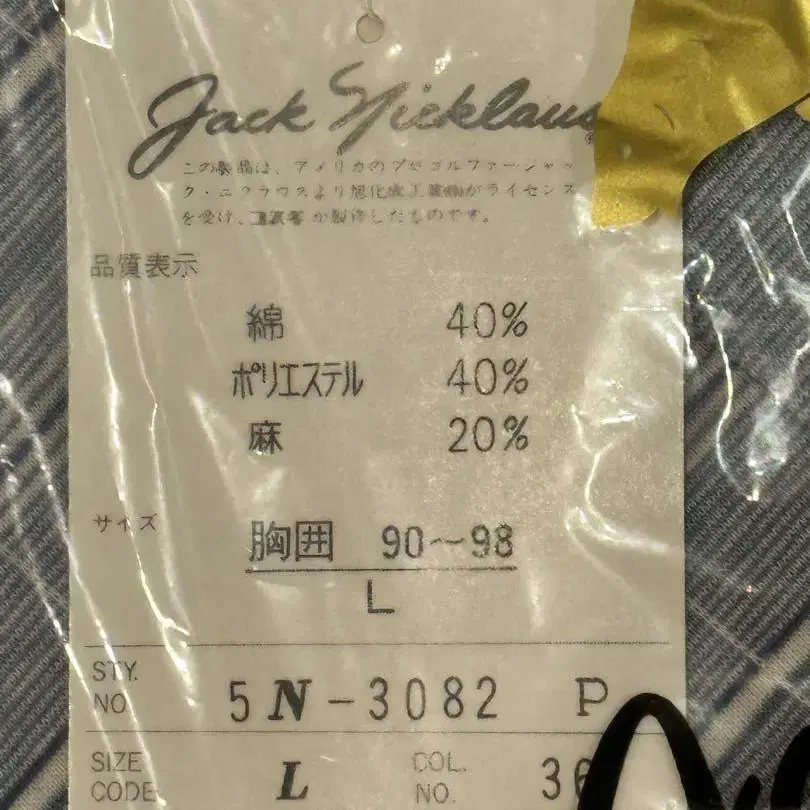 Jack Nicklaus
この製品は、アメリカのプロゴルファージャッ
ク・ニクラウスより旭化成工業㈱がライセンス
を受け、 が製作したものです。
品質表示
綿 40%
ポリエステル 40%
麻 20%
サイズ 胸囲 90〜98
L
STY. NO. 5N-3082 P
SIZE CODE L COL. NO. 36